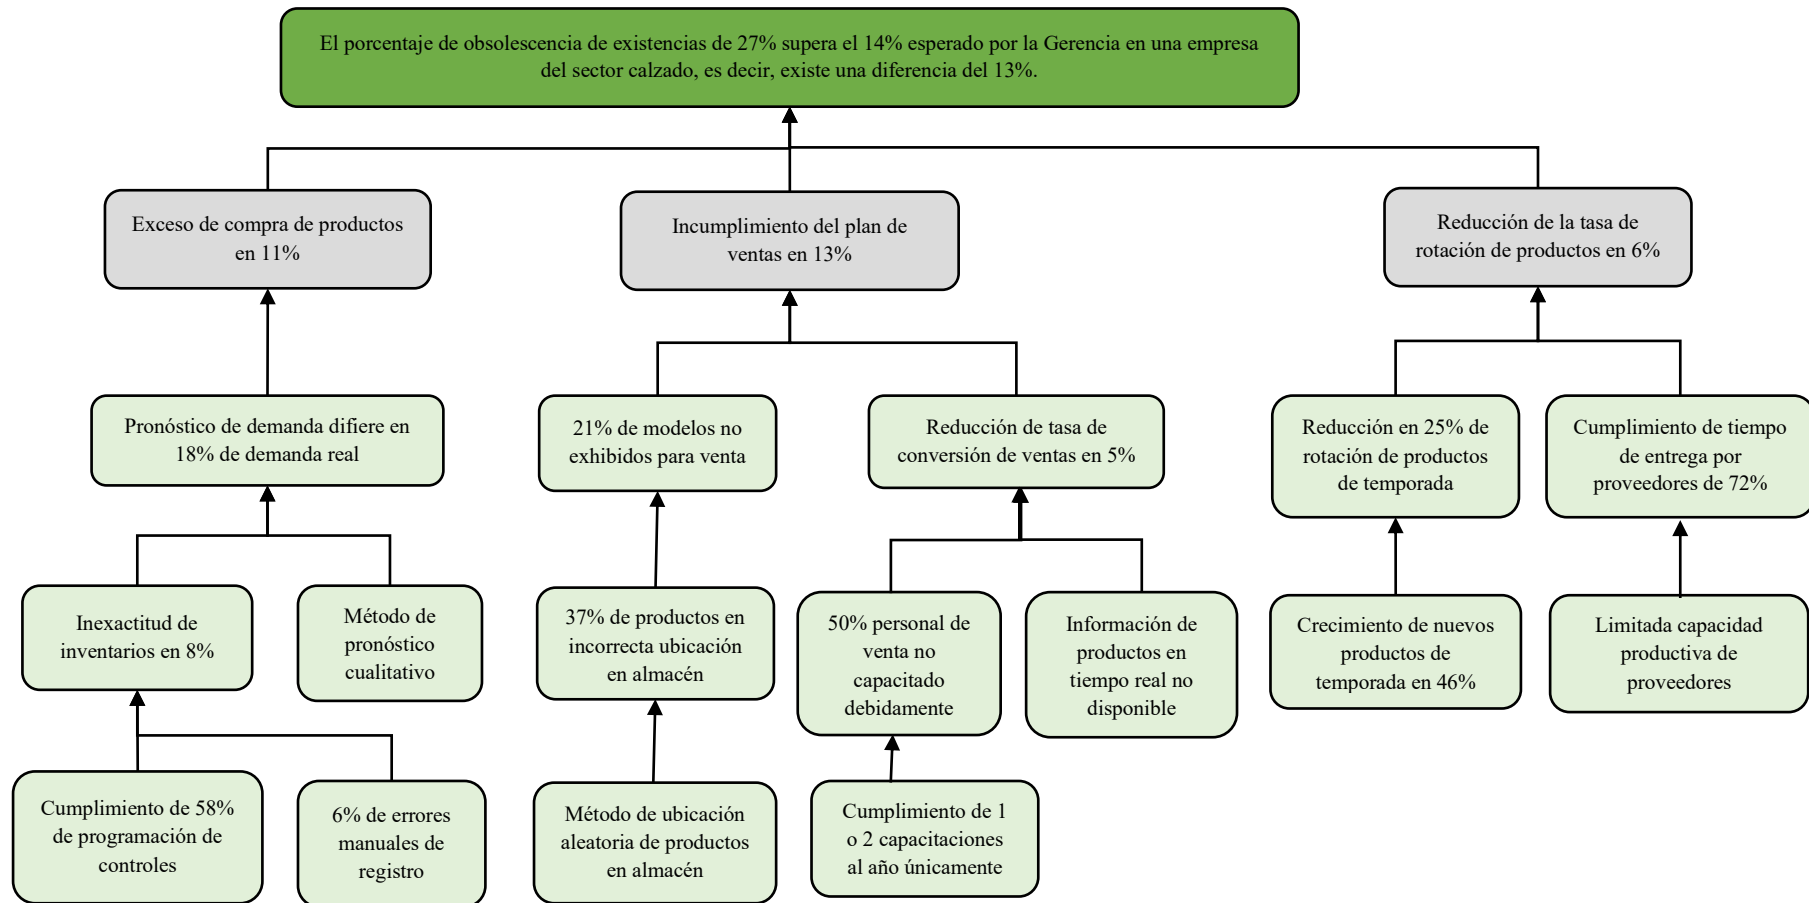 El porcentaje de obsolescencia de existencias de 27% supera el 14% esperado por la Gerencia en una empresa
del sector calzado, es decir, existe una diferencia del 13%.
Exceso de compra de productos
en 11%
Incumplimiento del plan de
ventas en 13%
Reducción de la tasa de
rotación de productos en 6%
Pronóstico de demanda difiere en
18% de demanda real
21% de modelos no
exhibidos para venta
Reducción de tasa de
conversión de ventas en 5%
Reducción en 25% de
rotación de productos
de temporada
Cumplimiento de tiempo
de entrega por
proveedores de 72%
Inexactitud de
inventarios en 8%
Método de
pronóstico
cualitativo
37% de productos en
incorrecta ubicación
en almacén
50% personal de
venta no
capacitado
debidamente
Información de
productos en
tiempo real no
disponible
Crecimiento de nuevos
productos de
temporada en 46%
Limitada capacidad
productiva de
proveedores
Cumplimiento de 58%
de programación de
controles
6% de errores
manuales de
registro
Método de ubicación
aleatoria de productos
en almacén
Cumplimiento de 1
o 2 capacitaciones
al año únicamente